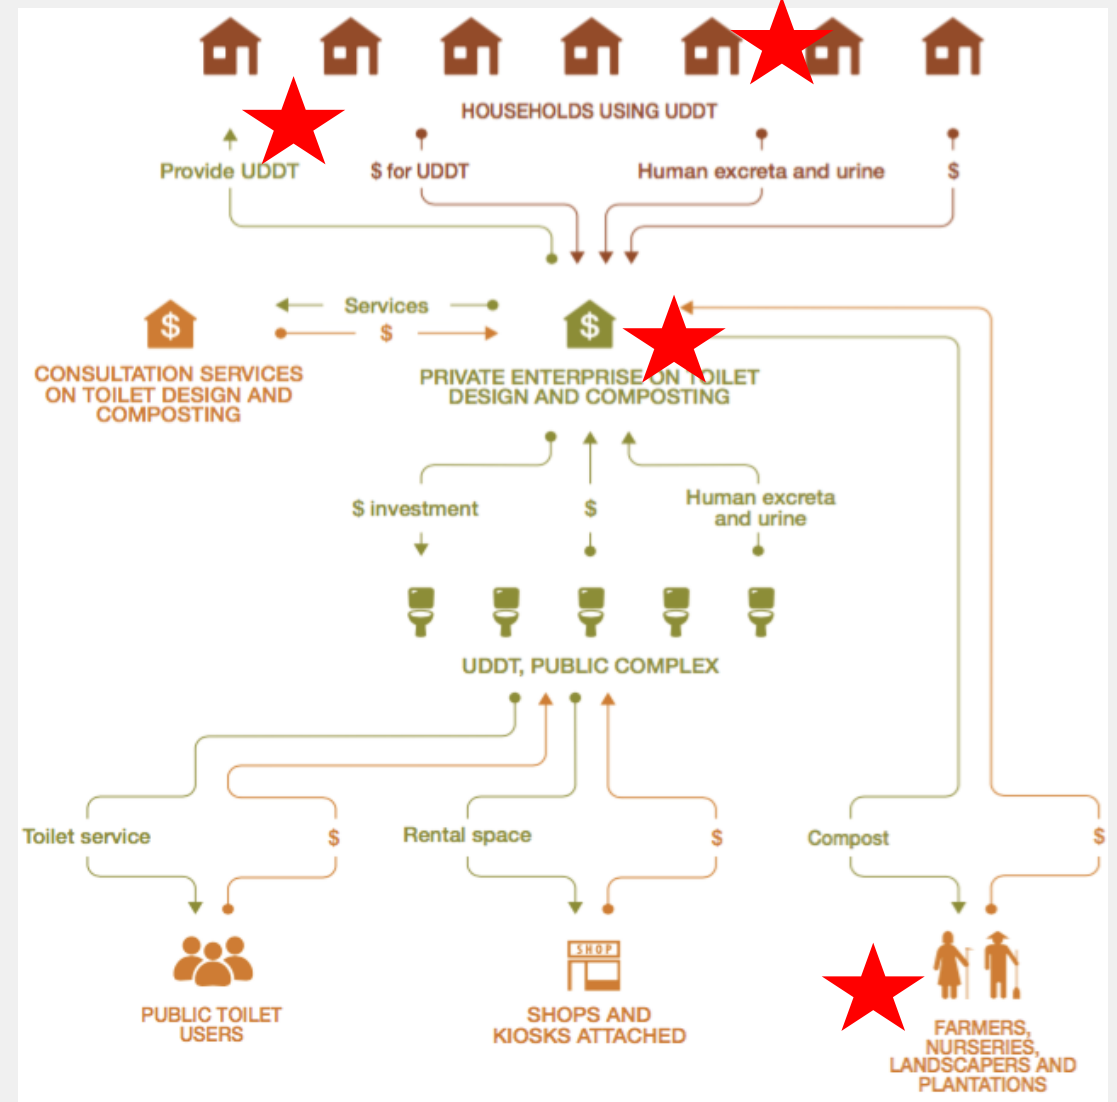 HOUSEHOLDS USING UDDT
Provide UDDT
$ for UDDT
Human excreta and urine
$
Services
$
$
$
CONSULTATION SERVICES
ON TOILET DESIGN AND
COMPOSTING
PRIVATE ENTERPRISE ON TOILET
DESIGN AND COMPOSTING
$ investment
$
Human excreta
and urine
UDDT, PUBLIC COMPLEX
Toilet service
$
Rental space
$
Compost
$
SHOP
PUBLIC TOILET
USERS
SHOPS AND
KIOSKS ATTACHED
FARMERS,
NURSERIES,
LANDSCAPERS AND
PLANTATIONS